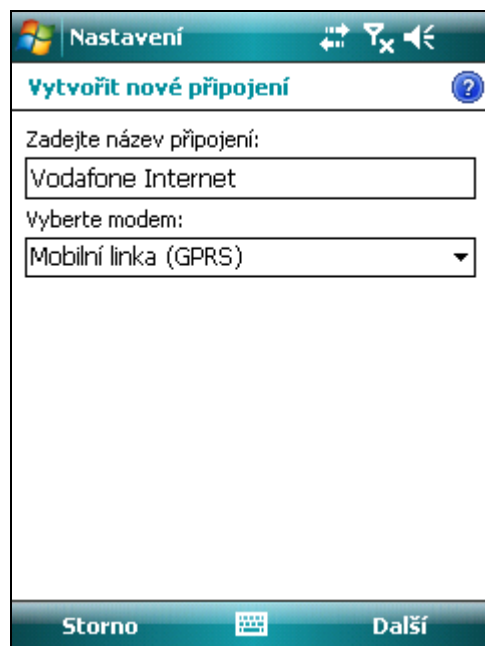 Nastavení
Vytvořit nové připojení
Zadejte název připojení:
Vodafone Internet
Vyberte modem:
Mobilní linka (GPRS)
Storno Další